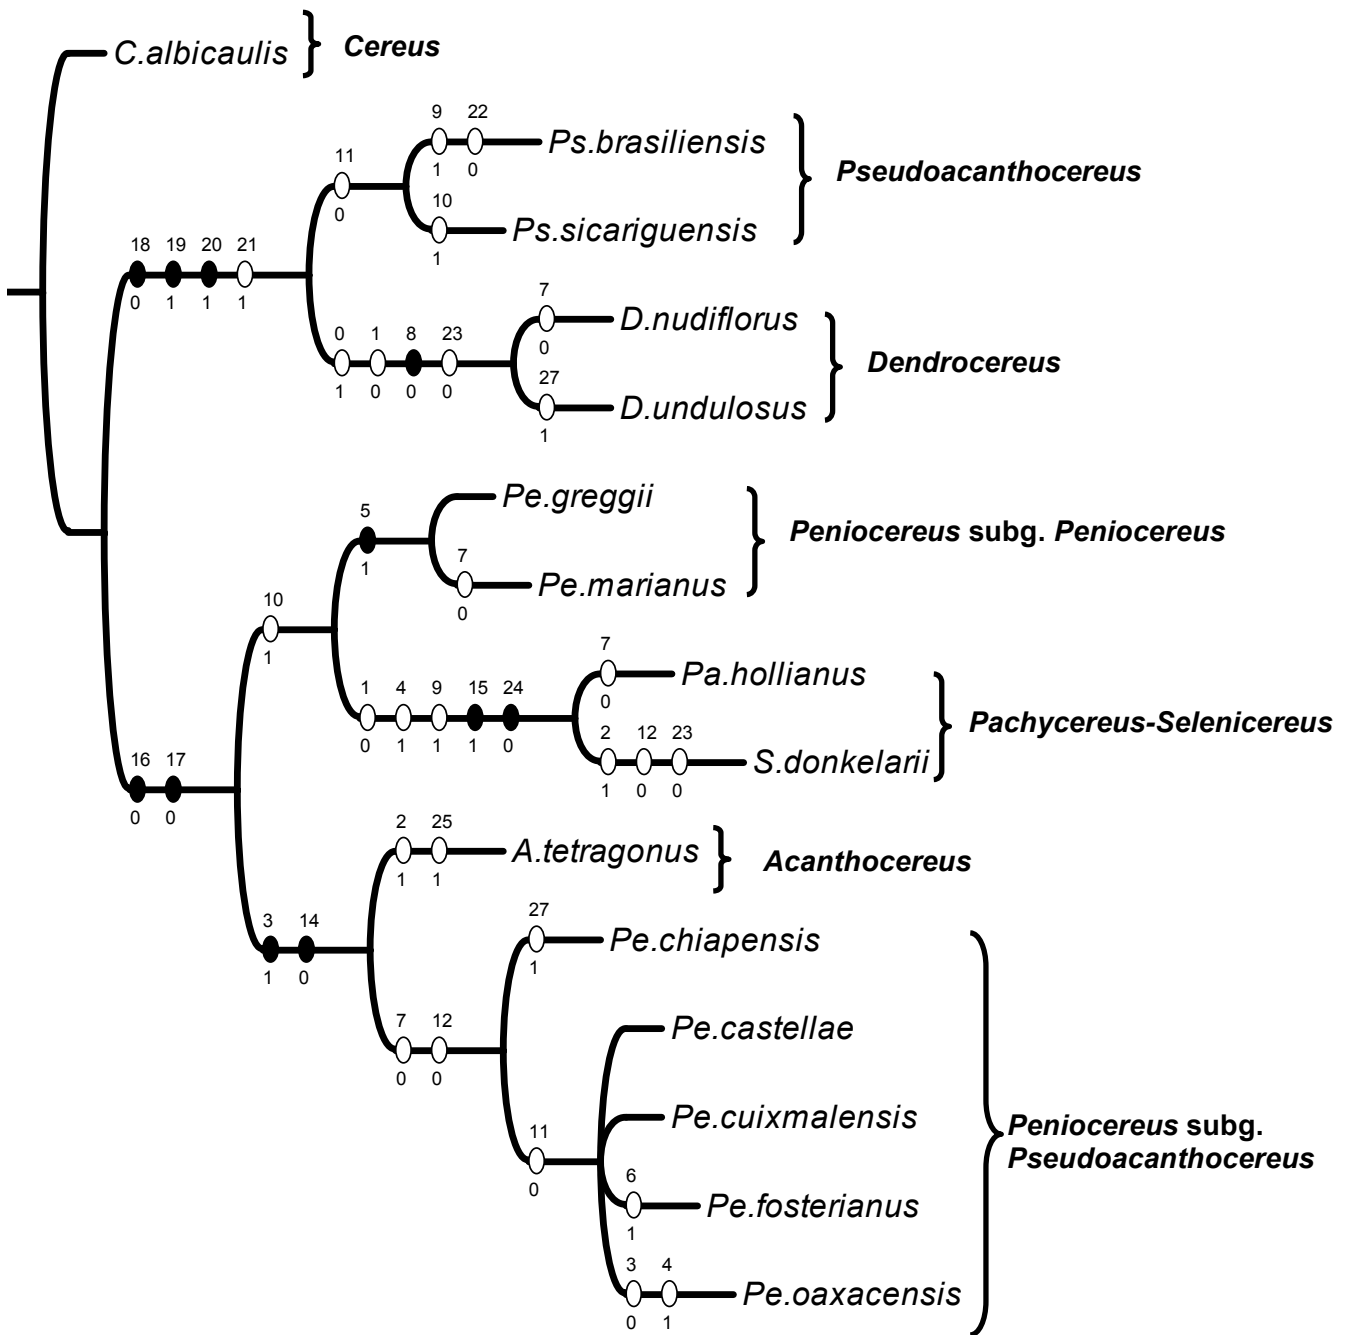 C.albicaulis
Cereus
9 22
Ps.brasiliensis
1 0
11
0
Pseudoacanthocereus
10
Ps.sicariguensis
1
18 19 20 21
0 1 1 1
7
D.nudiflorus
0
0 1 8 23
1 0 0 0
Dendrocereus
27
D.undulosus
1
Pe.greggii
5
1
Peniocereus subg. Peniocereus
7
Pe.marianus
0
10
1
7
Pa.hollianus
0
1 4 9 15 24
0 1 1 1 0
Pachycereus-Selenicereus
2 12 23
S.donkelarii
1 0 0
16 17
0 0
2 25
A.tetragonus
1 1
Acanthocereus
3 14
1 0
27
Pe.chiapensis
1
7 12
0 0
Pe.castellae
Pe.cuixmalensis
Peniocereus subg.
Pseudoacanthocereus
11
0
6
Pe.fosterianus
1
3 4
Pe.oaxacensis
0 1